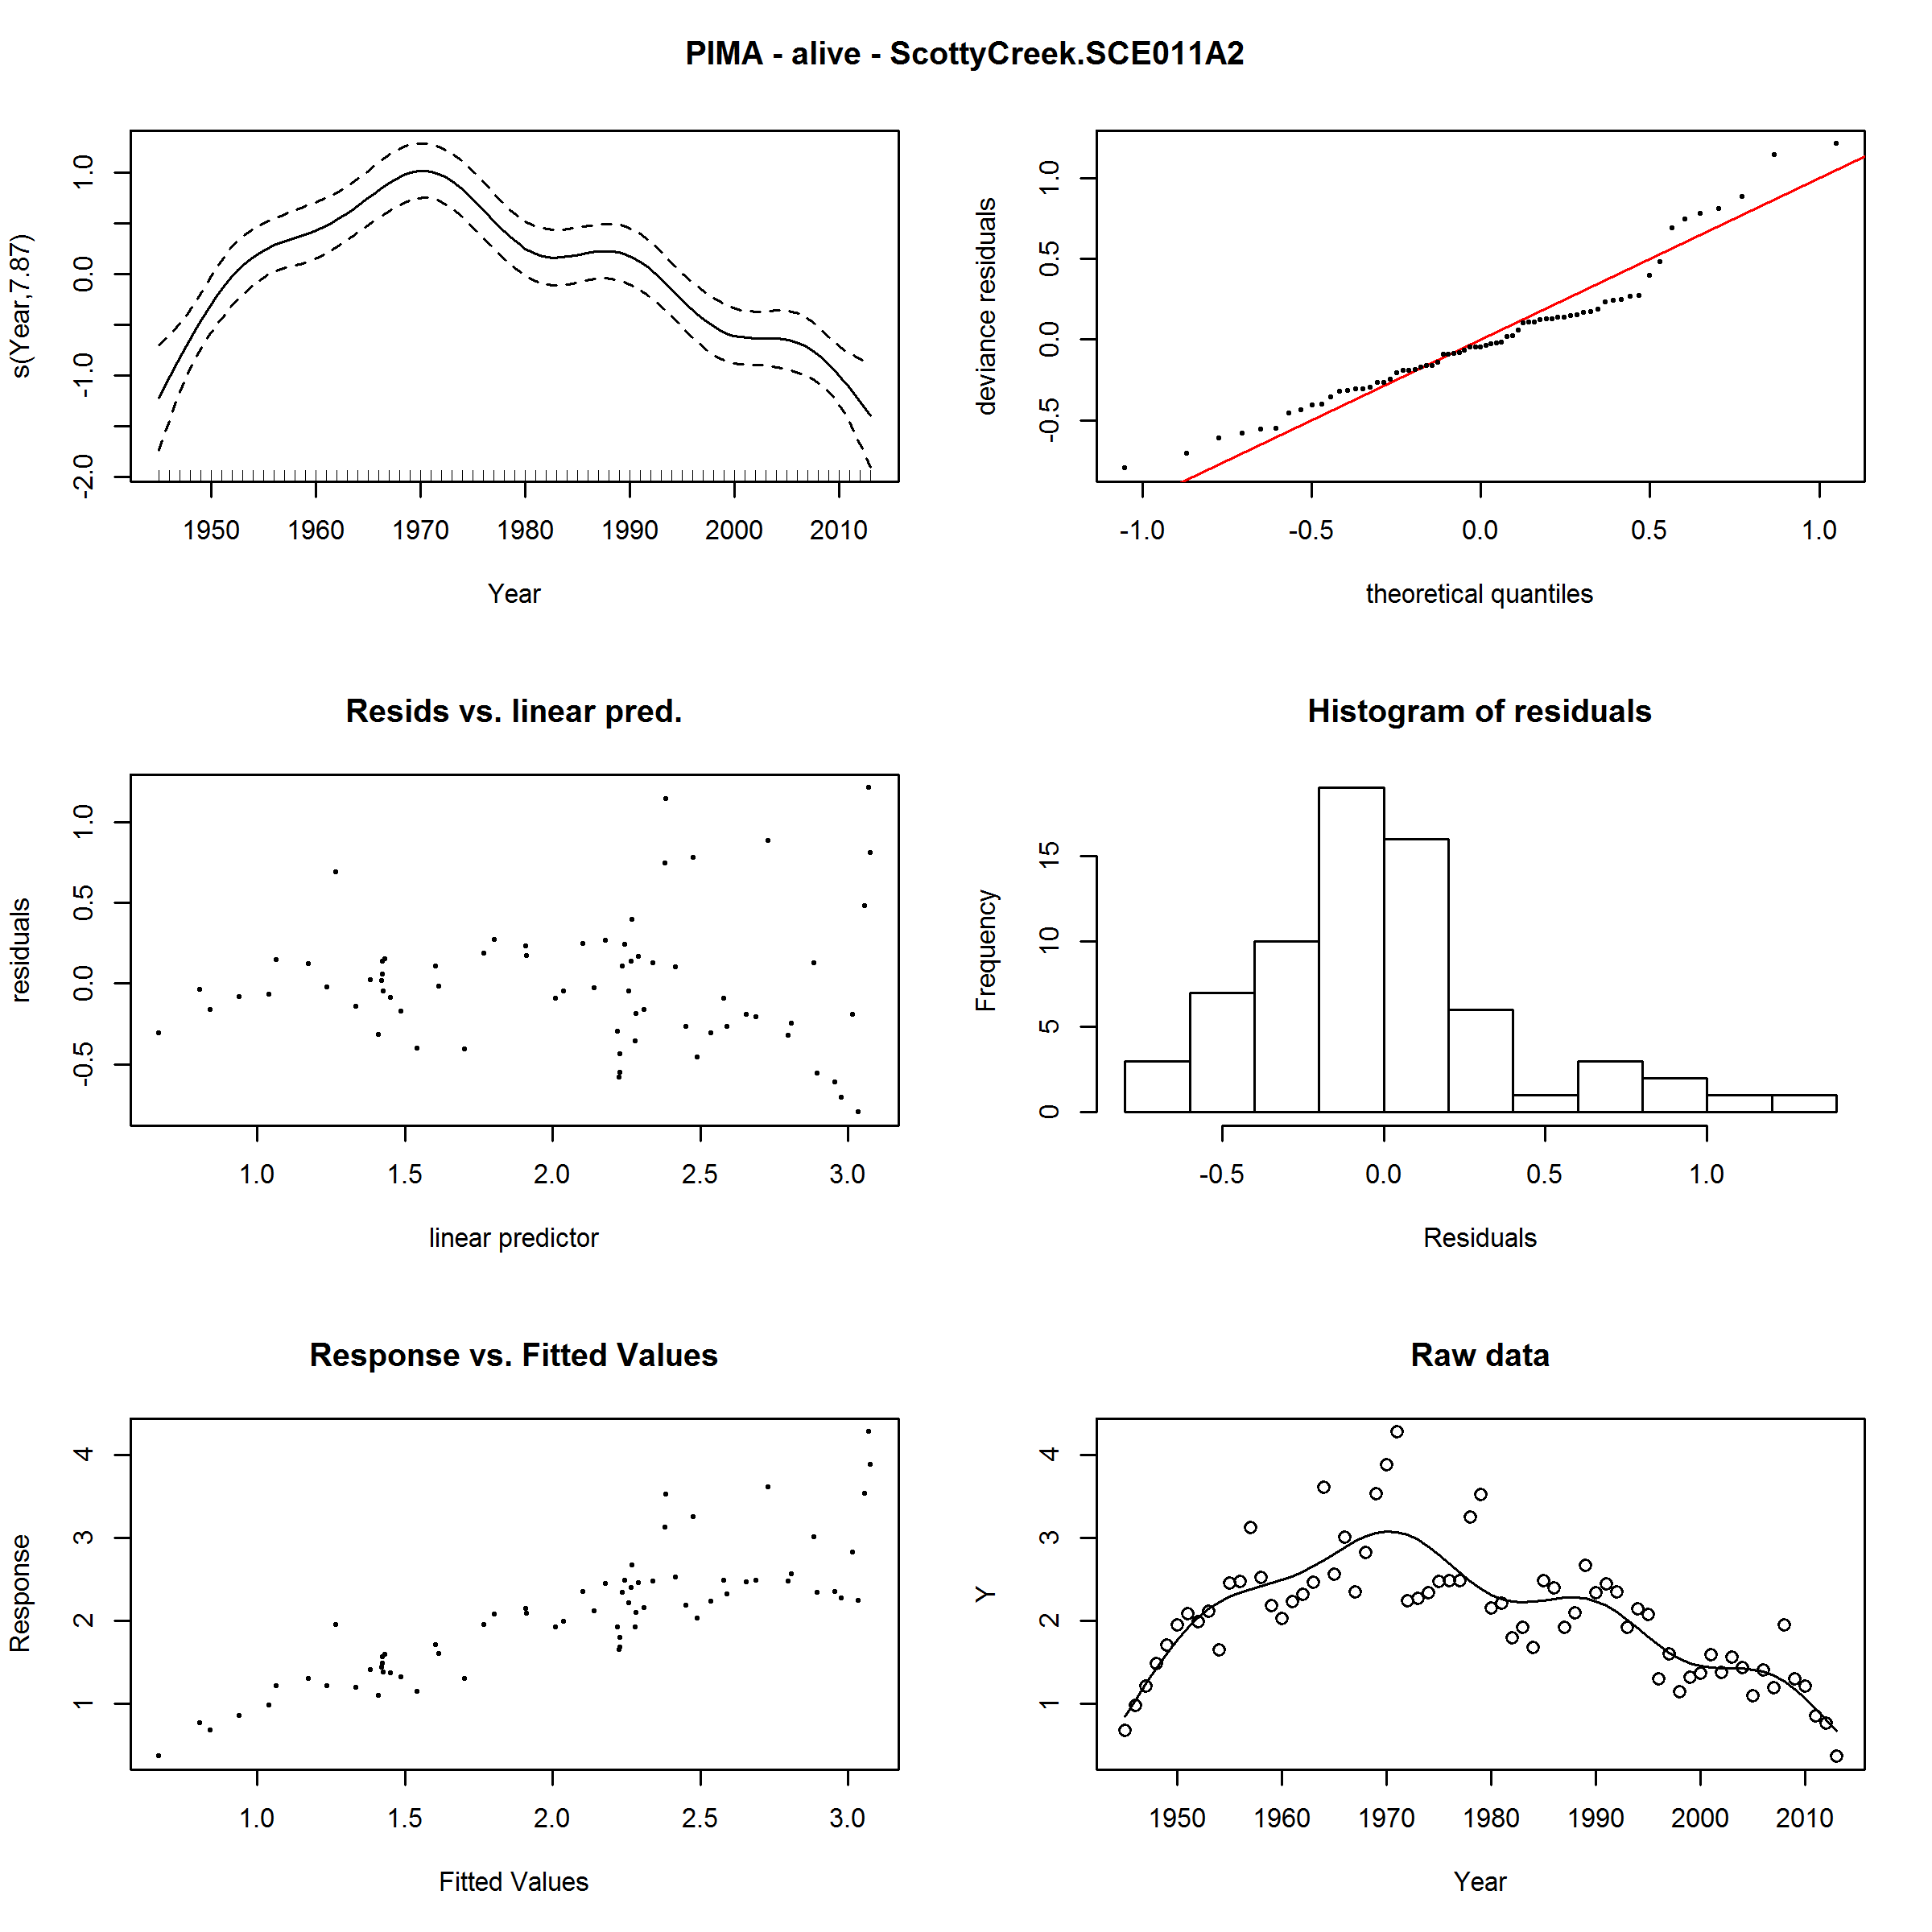 PIMA - alive - ScottyCreek.SCE011A2
s(Year,7.87)
1.0
0.0
-1.0
-2.0
1950 1960 1970 1980 1990 2000 2010
Year
deviance residuals
1.0
0.5
0.0
-0.5
-1.0 -0.5 0.0 0.5 1.0
theoretical quantiles
Resids vs. linear pred.
residuals
1.0
0.5
0.0
-0.5
1.0 1.5 2.0 2.5 3.0
linear predictor
Histogram of residuals
Frequency
15
10
5
0
-0.5 0.0 0.5 1.0
Residuals
Response vs. Fitted Values
Response
4
3
2
1
1.0 1.5 2.0 2.5 3.0
Fitted Values
Raw data
Y
4
3
2
1
1950 1960 1970 1980 1990 2000 2010
Year